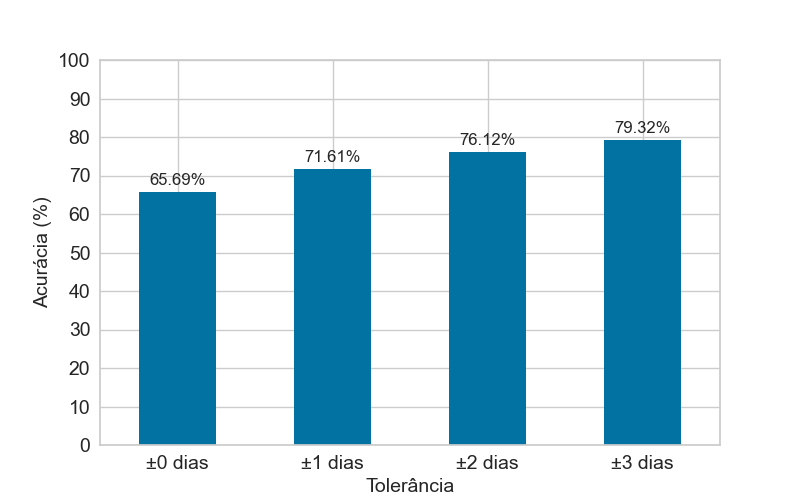 Acurácia (%)
100
90
80
70
60
50
40
30
20
10
0
65.69%
71.61%
76.12%
79.32%
±0 dias
±1 dias
±2 dias
±3 dias
Tolerância